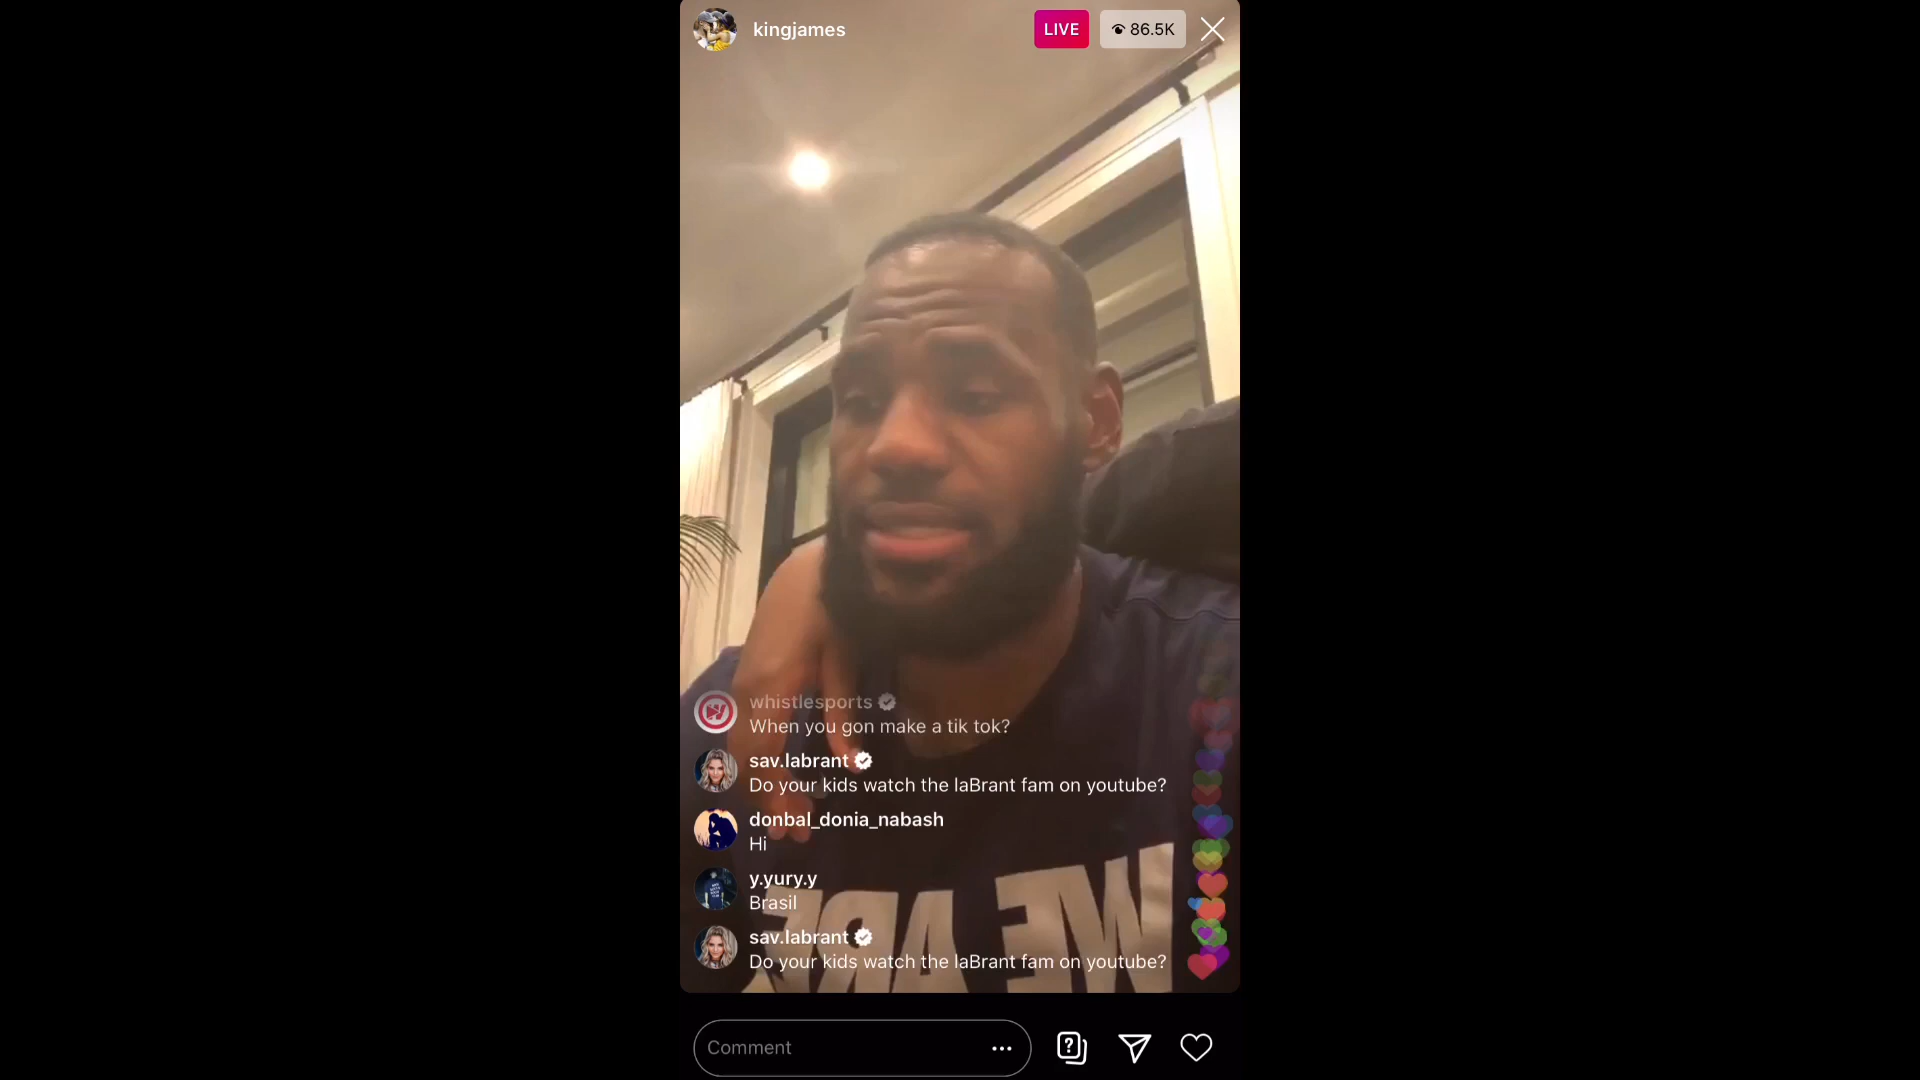 kingjames
LIVE
86.5K
whistlesports
When you gon make a tik tok?
sav.labrant
Do your kids watch the laBrant fam on youtube?
donbal_donia_nabash
Hi
y.yury.y
Brasil
WE ARE
sav.labrant
Do your kids watch the laBrant fam on youtube?
Comment